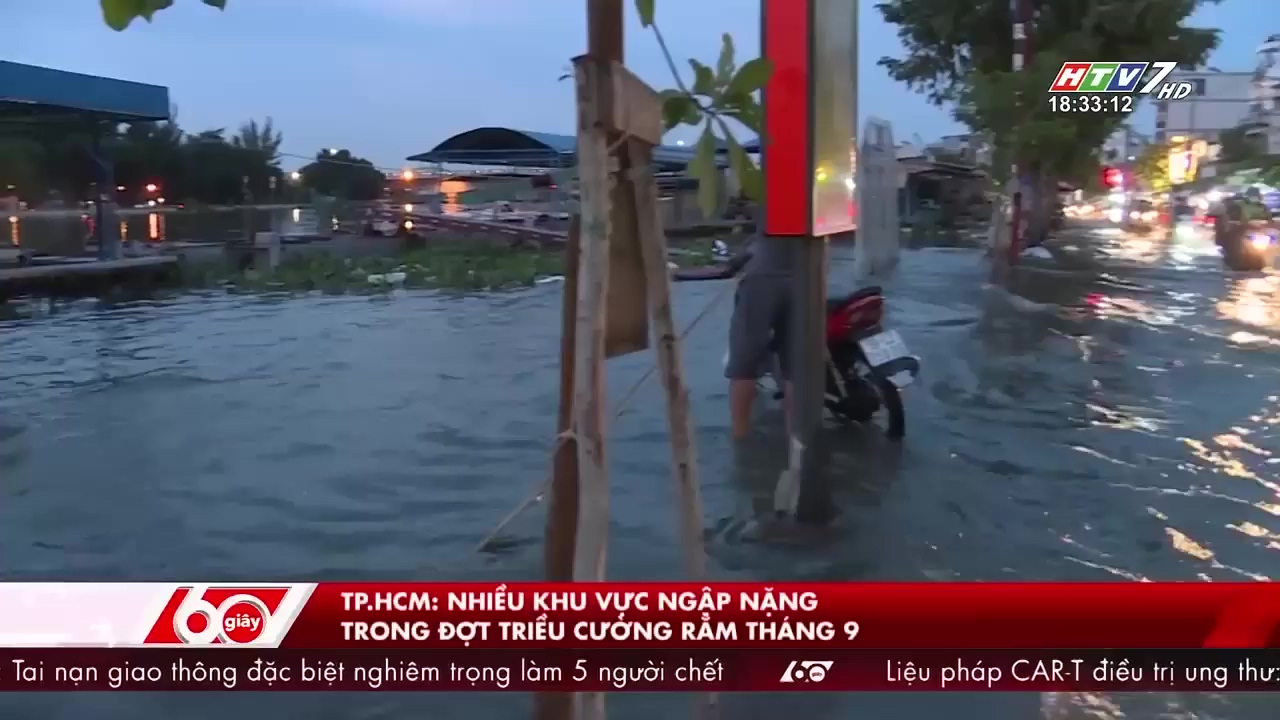 HTV7
HD
18:33:12
60
giây
TP.HCM: NHIỀU KHU VỰC NGẬP NẶNG
TRONG ĐỢT TRIỀU CƯỜNG RẰM THÁNG 9
: Tai nạn giao thông đặc biệt nghiêm trọng làm 5 người chết
60
Liệu pháp CAR-T điều trị ung thư: